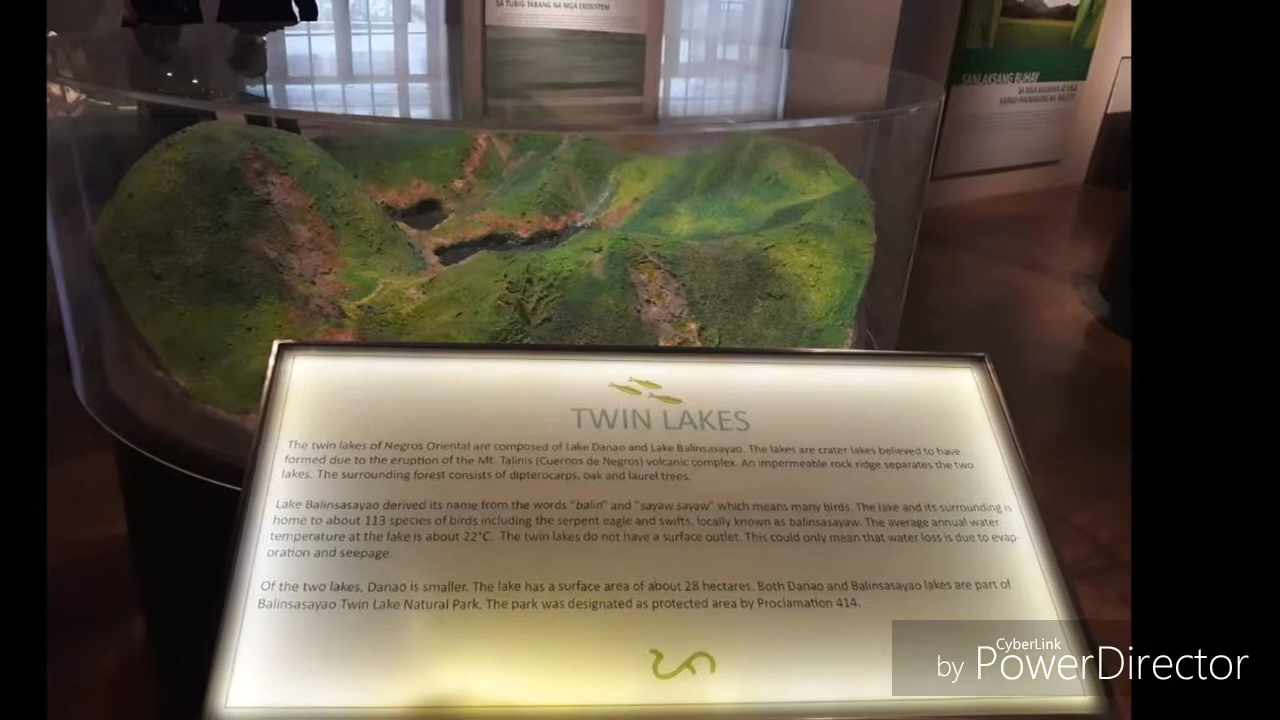 SA TUBIG-TABANG NA MGA EKOSISTEM
SANLAKSANG BUHAY
TWIN LAKES
The twin lakes of Negros Oriental are composed of Lake Danao and Lake Balinsasayao. The lakes are crater lakes believed to have
formed due to the eruption of the Mt. Talinis (Cuernos de Negros) volcanic complex. An impermeable rock ridge separates the two
lakes. The surrounding forest consists of dipterocarps, oak and laurel trees.
Lake Balinsasayao derived its name from the words "balin" and "sayaw sayaw" which means many birds. The lake and its surrounding is
home to about 113 species of birds including the serpent eagle and swifts, locally known as balinsasayaw. The average annual water
temperature at the lake is about 22°C. The twin lakes do not have a surface outlet. This could only mean that water loss is due to evap-
oration and seepage.
Of the two lakes, Danao is smaller. The lake has a surface area of about 28 hectares. Both Danao and Balinsasayao lakes are part of
Balinsasayao Twin Lake Natural Park. The park was designated as protected area by Proclamation 414.
CyberLink
by PowerDirector